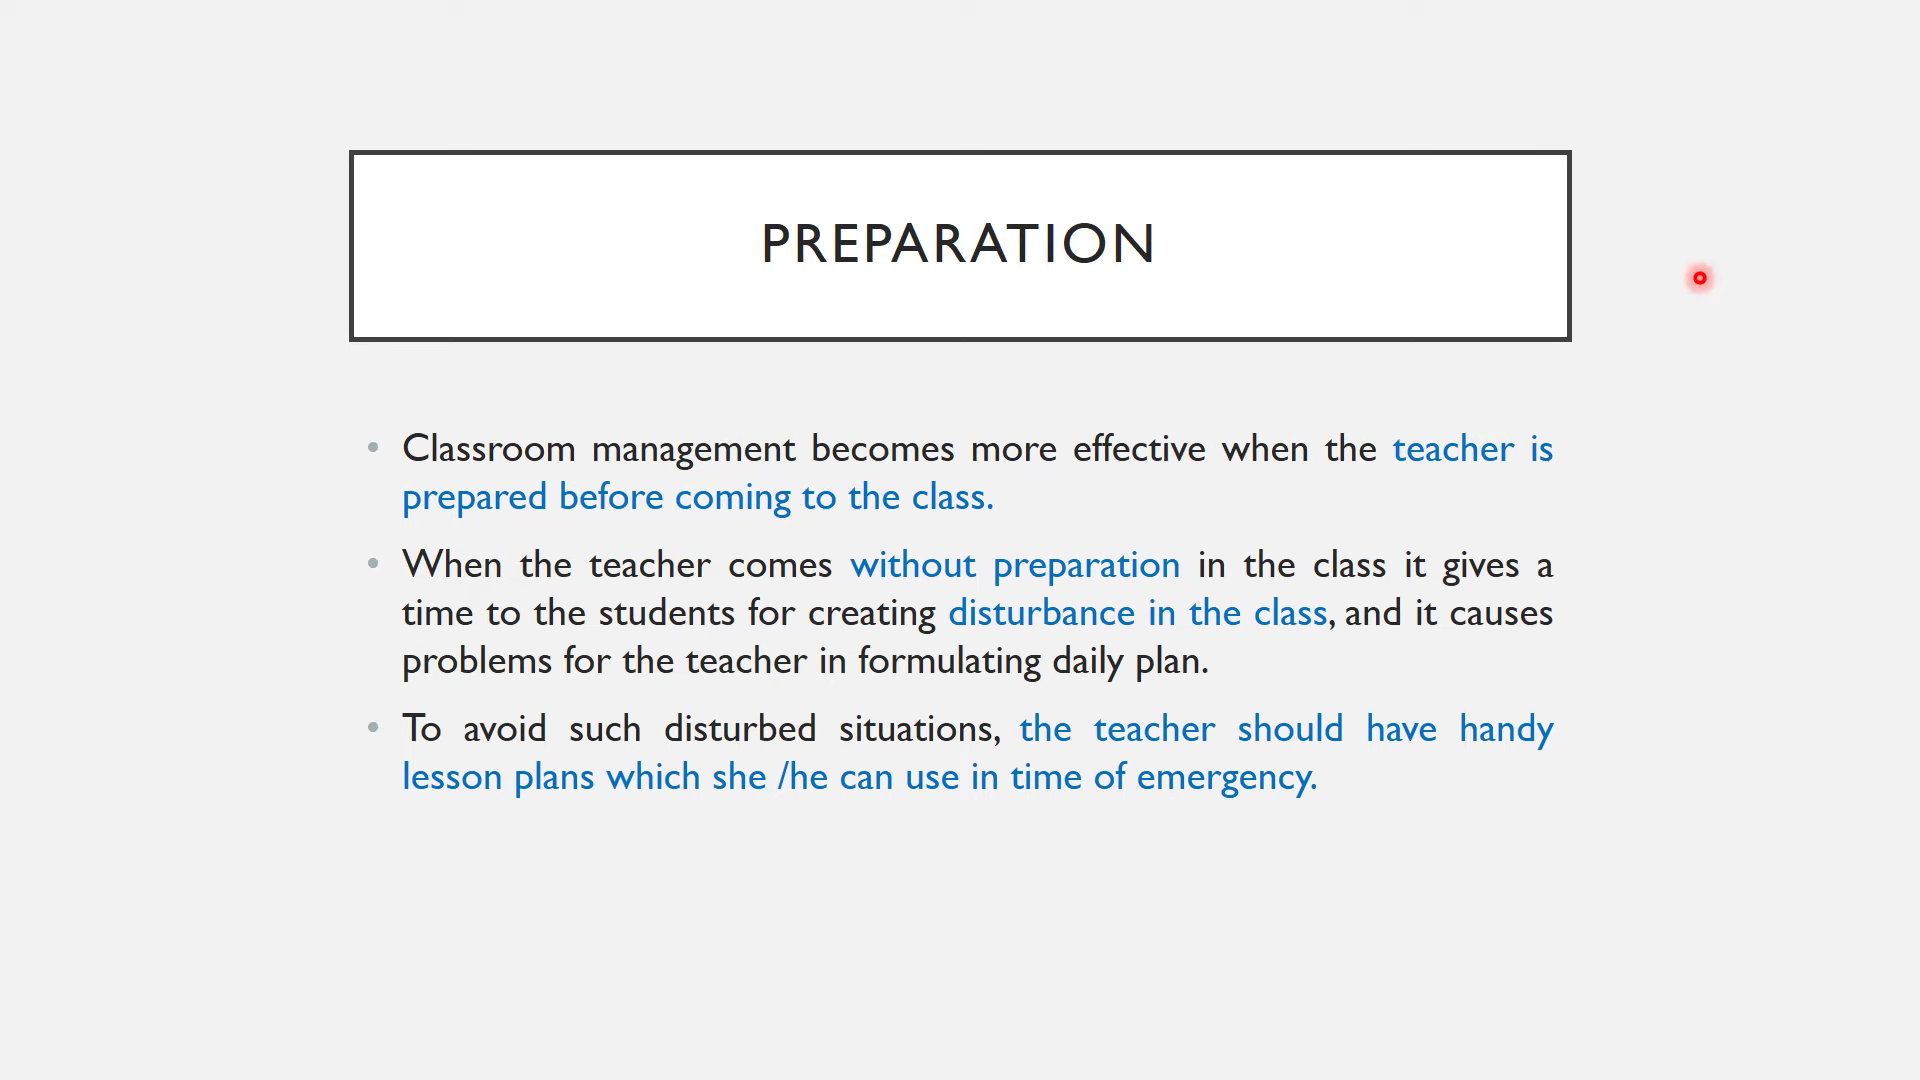 PREPARATION
• Classroom management becomes more effective when the teacher is
prepared before coming to the class.
• When the teacher comes without preparation in the class it gives a
time to the students for creating disturbance in the class, and it causes
problems for the teacher in formulating daily plan.
• To avoid such disturbed situations, the teacher should have handy
lesson plans which she /he can use in time of emergency.